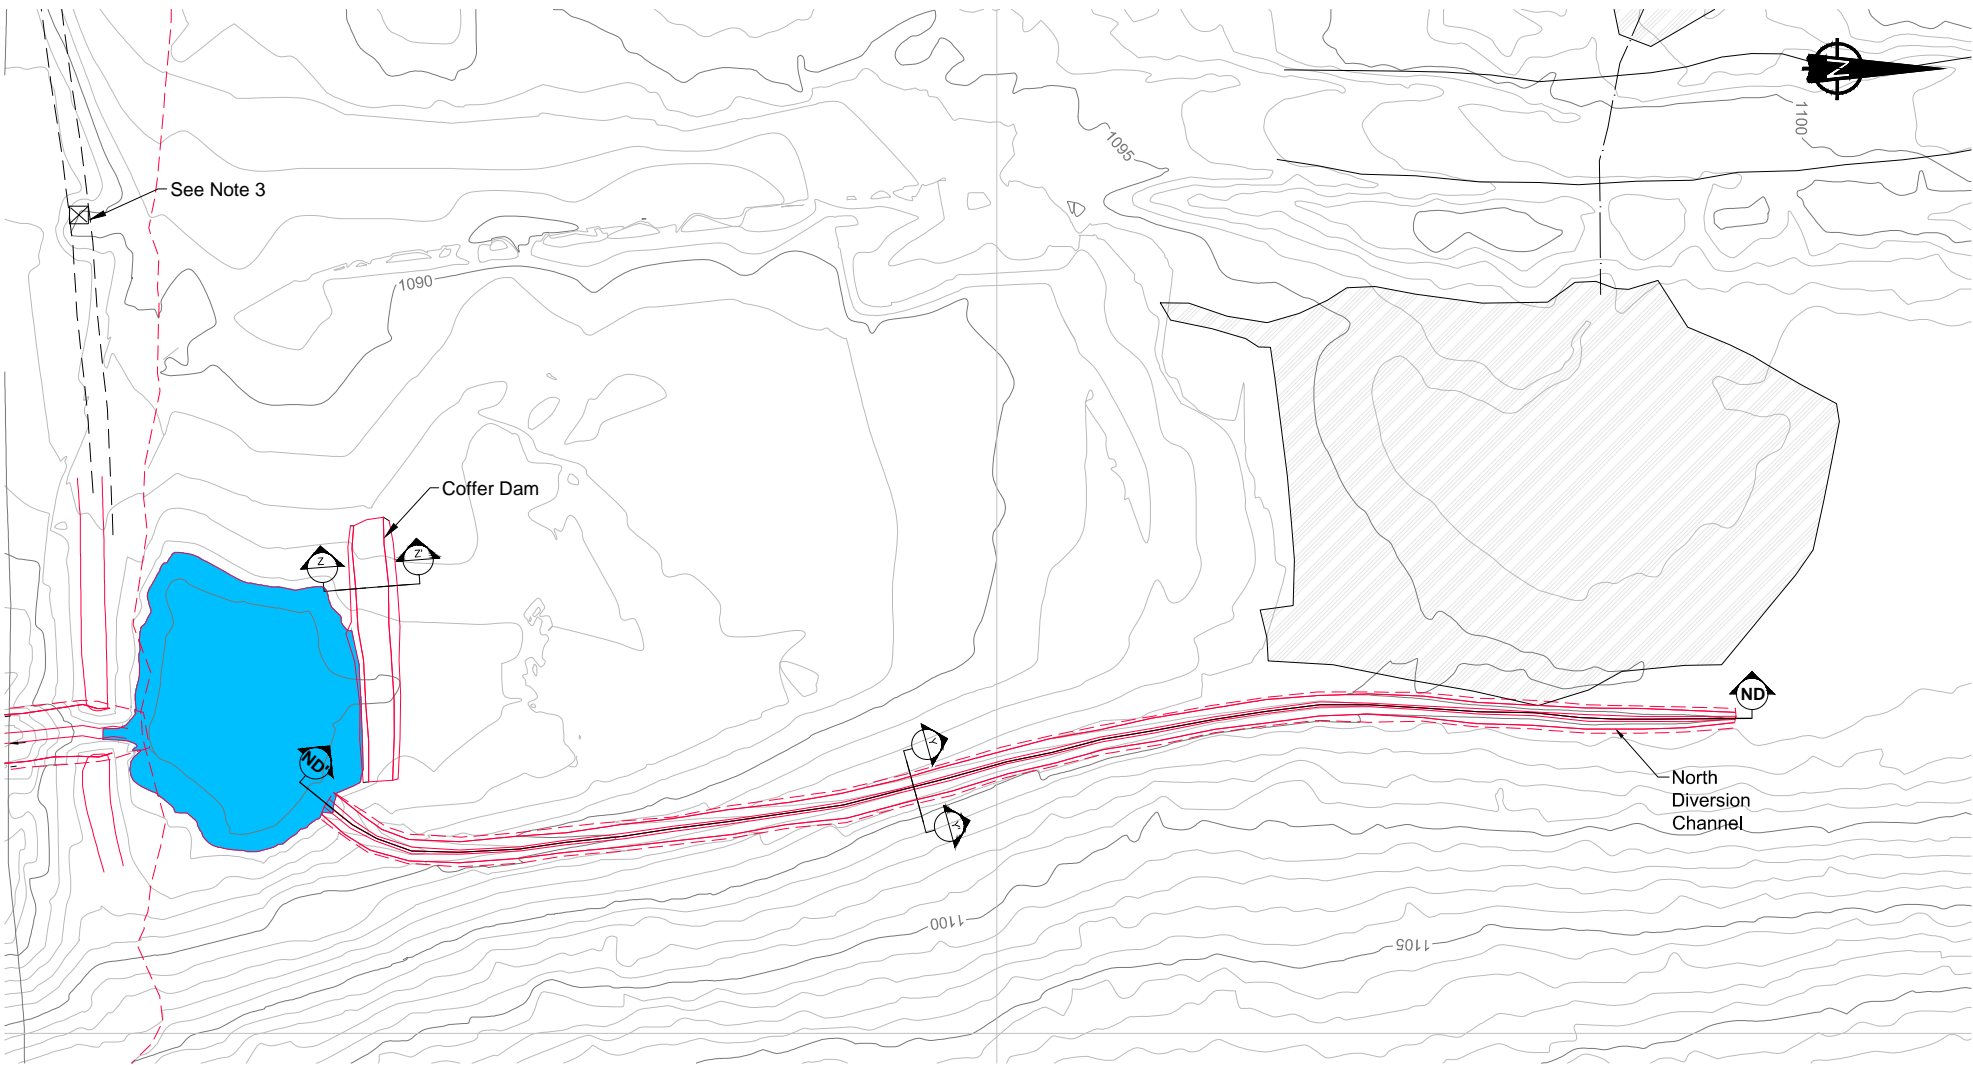 N
1100
1095
See Note 3
1090
Coffer Dam
Z
Z'
ND
Y
ND'
North
Diversion
Channel
Y'
1100
1105